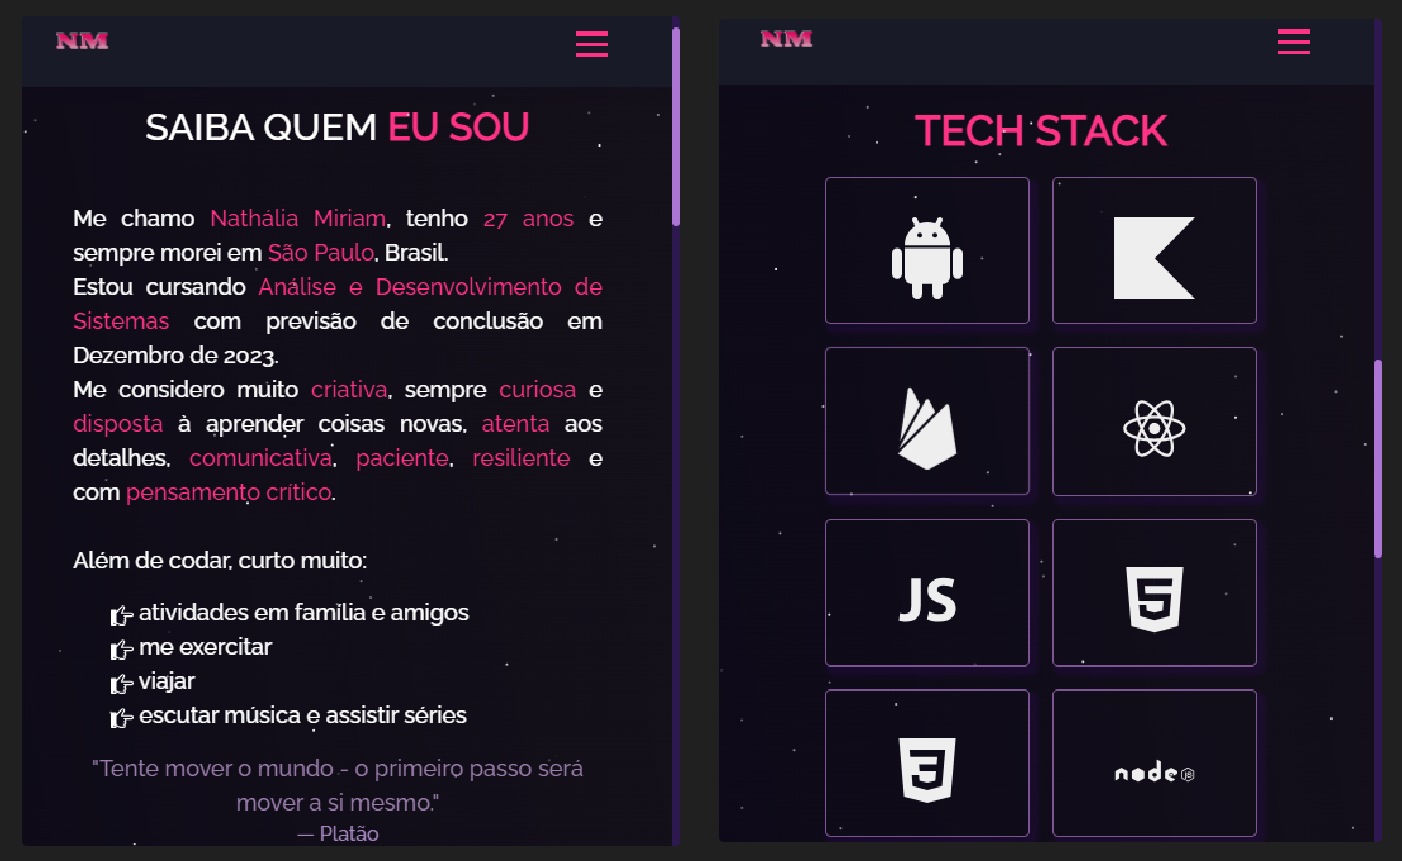 NM
SAIBA QUEM EU SOU
Me chamo Nathália Miriam, tenho 27 anos e
sempre morei em São Paulo, Brasil.
Estou cursando Análise e Desenvolvimento de
Sistemas com previsão de conclusão em
Dezembro de 2023.
Me considero muito criativa, sempre curiosa e
disposta à aprender coisas novas, atenta aos
detalhes, comunicativa, paciente, resiliente e
com pensamento crítico.
Além de codar, curto muito:
atividades em família e amigos
me exercitar
viajar
escutar música e assistir séries
"Tente mover o mundo - o primeiro passo será
mover a si mesmo."
— Platão
NM
TECH STACK
JS
5
3
node JS